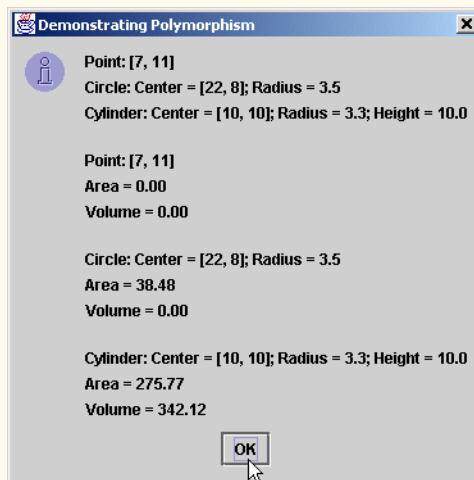 Demonstrating Polymorphism
Point: [7, 11]
Circle: Center = [22, 8]; Radius = 3.5
Cylinder: Center = [10, 10]; Radius = 3.3; Height = 10.0
Point: [7, 11]
Area = 0.00
Volume = 0.00
Circle: Center = [22, 8]; Radius = 3.5
Area = 38.48
Volume = 0.00
Cylinder: Center = [10, 10]; Radius = 3.3; Height = 10.0
Area = 275.77
Volume = 342.12
OK